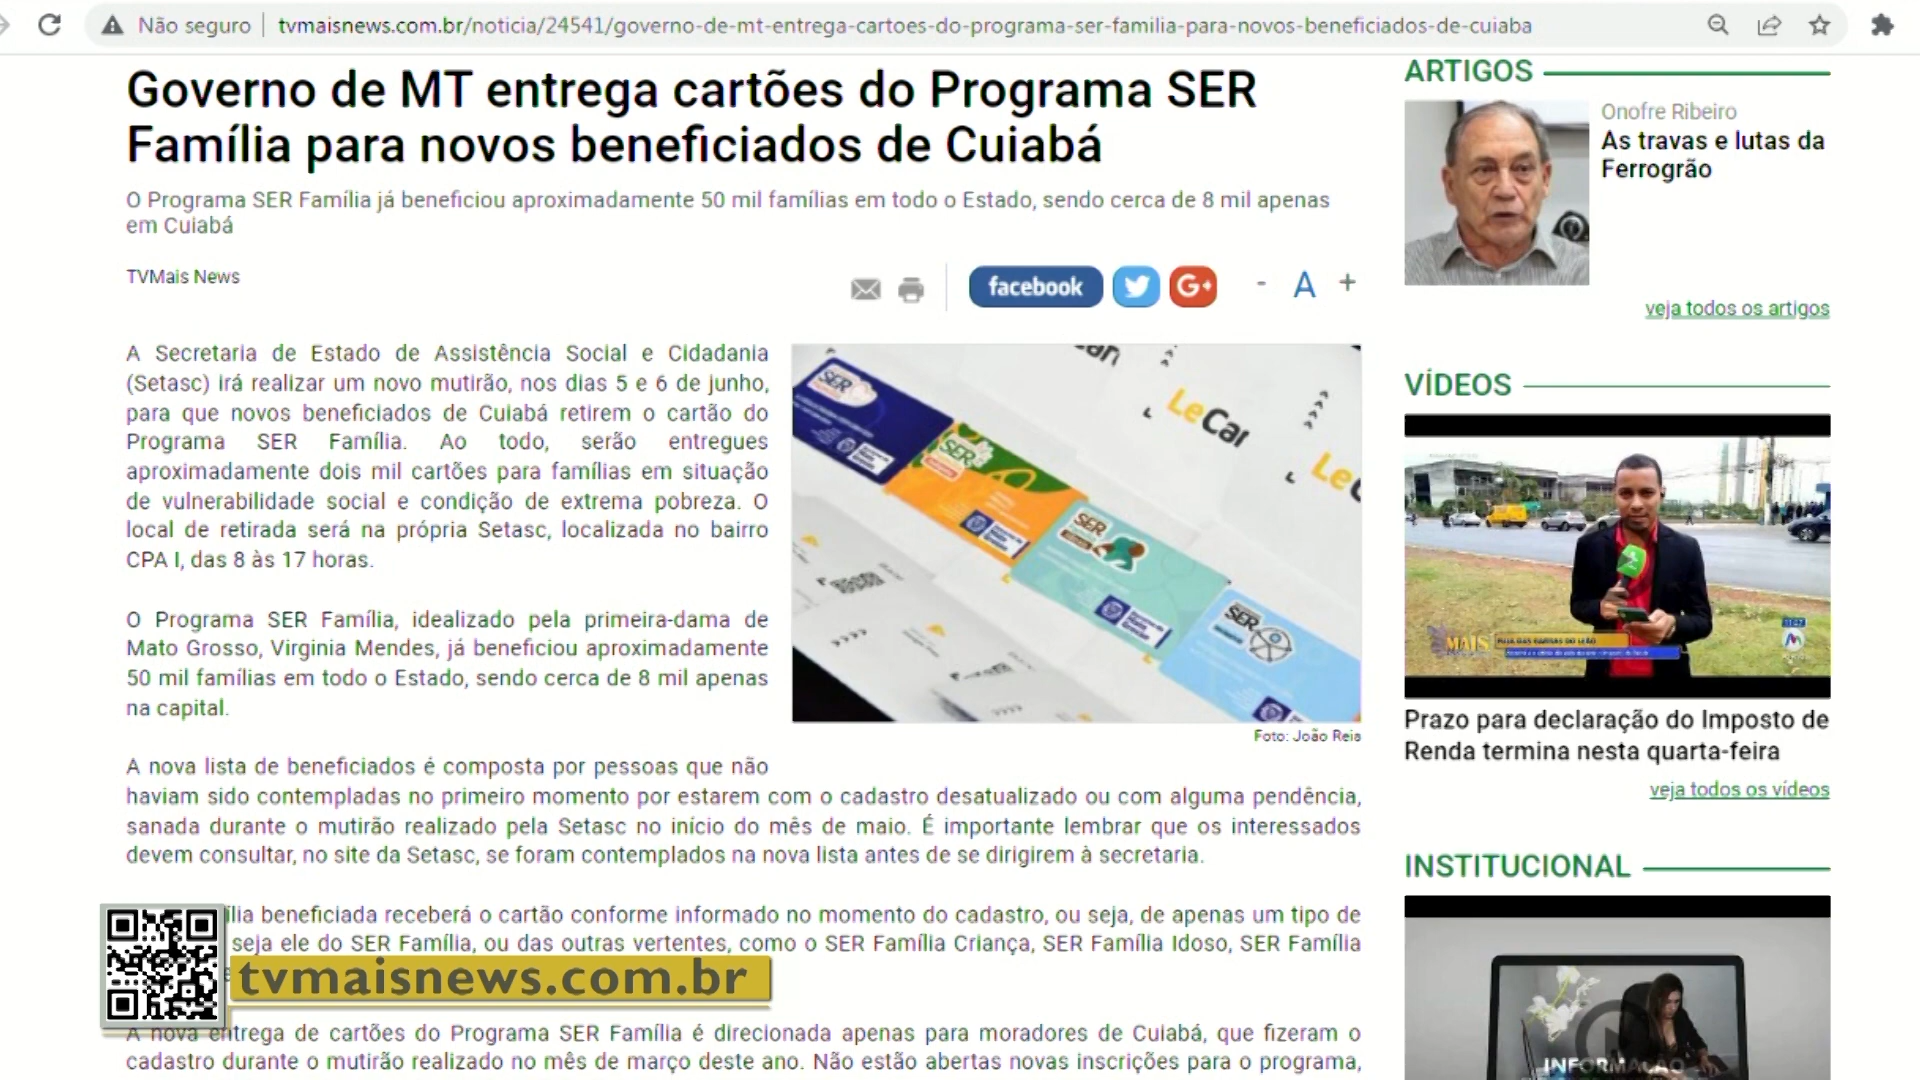 Não seguro
tvmaisnews.com.br/noticia/24541/governo-de-mt-entrega-cartoes-do-programa-ser-familia-para-novos-beneficiados-de-cuiaba
Governo de MT entrega cartões do Programa SER
Família para novos beneficiados de Cuiabá
O Programa SER Família já beneficiou aproximadamente 50 mil famílias em todo o Estado, sendo cerca de 8 mil apenas
em Cuiabá
TVMais News
facebook
G+
- A +
A Secretaria de Estado de Assistência Social e Cidadania
(Setasc) irá realizar um novo mutirão, nos dias 5 e 6 de junho,
para que novos beneficiados de Cuiabá retirem o cartão do
Programa SER Família. Ao todo, serão entregues
aproximadamente dois mil cartões para famílias em situação
de vulnerabilidade social e condição de extrema pobreza. O
local de retirada será na própria Setasc, localizada no bairro
CPA I, das 8 às 17 horas.
O Programa SER Família, idealizado pela primeira-dama de
Mato Grosso, Virginia Mendes, já beneficiou aproximadamente
50 mil famílias em todo o Estado, sendo cerca de 8 mil apenas
na capital.
SER
SER
SER
SER
LeCar
Foto: João Reis
A nova lista de beneficiados é composta por pessoas que não
haviam sido contempladas no primeiro momento por estarem com o cadastro desatualizado ou com alguma pendência,
sanada durante o mutirão realizado pela Setasc no início do mês de maio. É importante lembrar que os interessados
devem consultar, no site da Setasc, se foram contemplados na nova lista antes de se dirigirem à secretaria.
beneficiada receberá o cartão conforme informado no momento do cadastro, ou seja, de apenas um tipo de
seja ele do SER Família, ou das outras vertentes, como o SER Família Criança, SER Família Idoso, SER Família
tvmaisnews.com.br
A nova entrega de cartões do Programa SER Família é direcionada apenas para moradores de Cuiabá, que fizeram o
cadastro durante o mutirão realizado no mês de março deste ano. Não estão abertas novas inscrições para o programa,
ARTIGOS
Onofre Ribeiro
As travas e lutas da
Ferrogrão
veja todos os artigos
VÍDEOS
MAIS
Prazo para declaração do Imposto de
Renda termina nesta quarta-feira
veja todos os vídeos
INSTITUCIONAL
INFORMAÇÃO